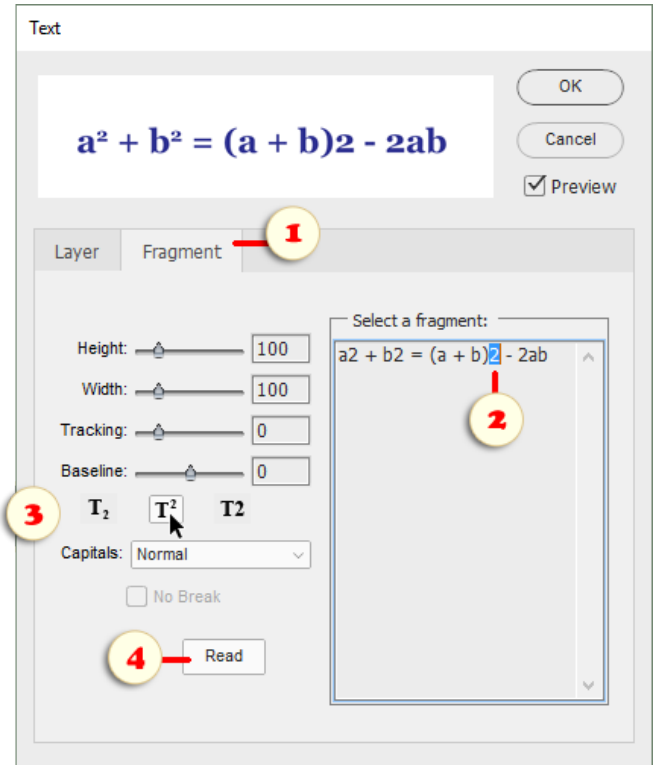 Text
OK
a² + b² = (a + b)2 - 2ab
Cancel
Preview
1
Layer Fragment
Select a fragment:
Height: 100
a2 + b2 = (a + b)2 - 2ab
Width: 100
2
Tracking: 0
Baseline: 0
3 T₂ T² T2
Capitals: Normal
No Break
4 Read